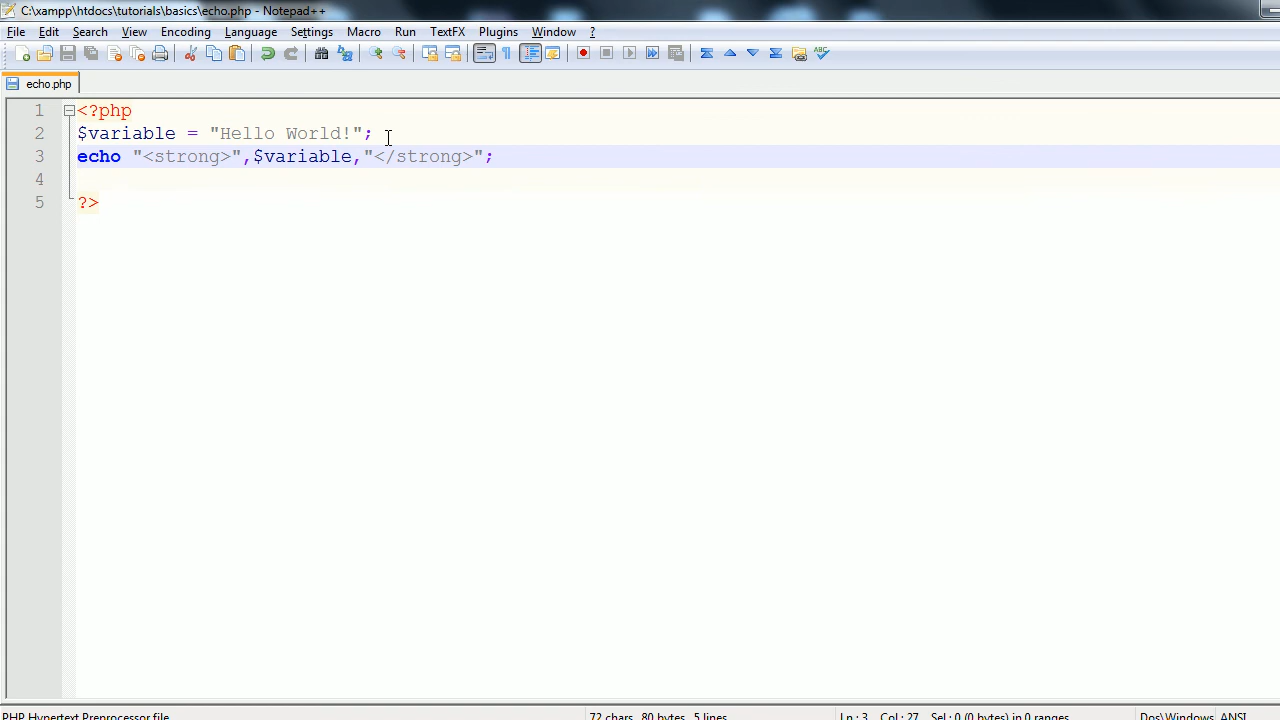 C:\xampp\htdocs\tutorials\basics\echo.php - Notepad++
File Edit Search View Encoding Language Settings Macro Run TextFX Plugins Window ?
echo.php
1 <?php
2 $variable = "Hello World!";
3 echo "<strong>",$variable,"</strong>";
4
5 ?>
PHP Hypertext Preprocessor file 72 chars 80 bytes 5 lines Ln : 3 Col : 27 Sel : 0 (0 bytes) in 0 ranges Dos\Windows ANSI